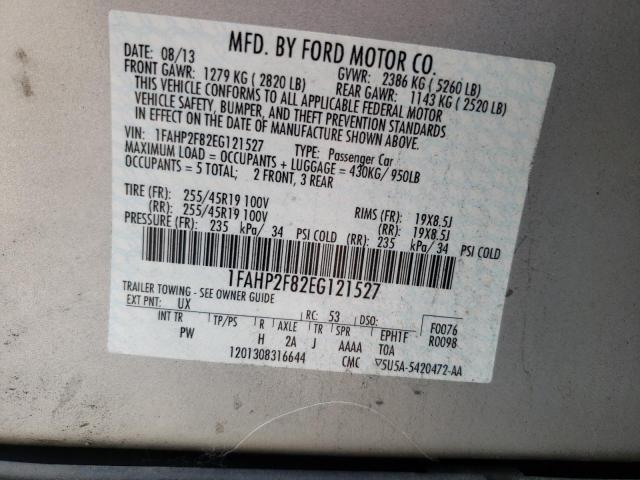 MFD. BY FORD MOTOR CO.
DATE: 08/13 GVWR: 2386 KG ( 5260 LB)
FRONT GAWR: 1279 KG ( 2820 LB) REAR GAWR: 1143 KG ( 2520 LB)
THIS VEHICLE CONFORMS TO ALL APPLICABLE FEDERAL MOTOR
VEHICLE SAFETY, BUMPER, AND THEFT PREVENTION STANDARDS
IN EFFECT ON THE DATE OF MANUFACTURE SHOWN ABOVE.
VIN: 1FAHP2F82EG121527 TYPE: Passenger Car
MAXIMUM LOAD = OCCUPANTS + LUGGAGE = 430KG/ 950LB
OCCUPANTS = 5 TOTAL; 2 FRONT, 3 REAR
TIRE (FR): 255/45R19 100V RIMS (FR): 19X8.5J
(RR): 255/45R19 100V (RR): 19X8.5J
PRESSURE (FR): 235 kPa/ 34 PSI COLD (RR): 235 kPa/ 34 PSI COLD
1FAHP2F82EG121527
TRAILER TOWING - SEE OWNER GUIDE
EXT PNT: UX RC: 53 DSO: F0076
INT TR TP/PS R AXLE TR SPR EPH1F R0098
PW H 2A J AAAA TOA
1201308316644 CMC ▽5U5A-5420472-AA